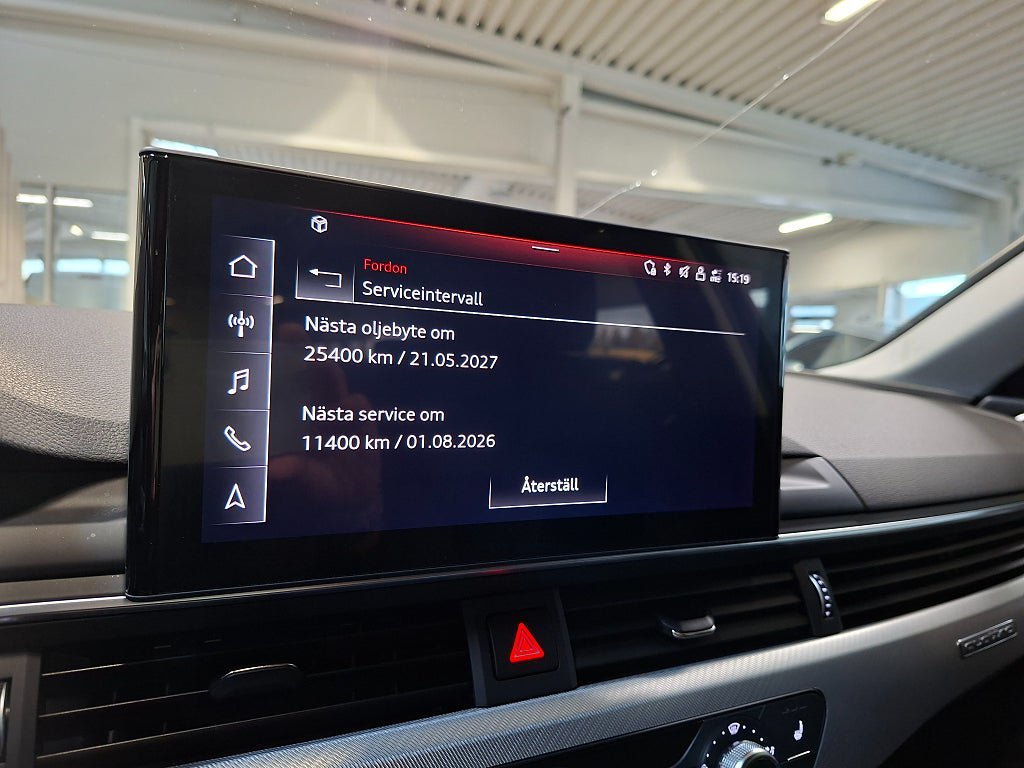 15:19
Fordon
Serviceintervall
Nästa oljebyte om
25400 km / 21.05.2027
Nästa service om
11400 km / 01.08.2026
Återställ